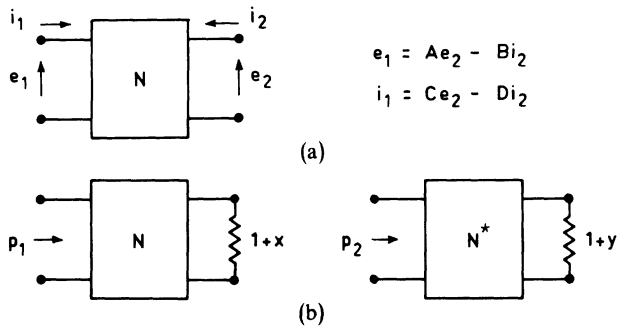 i₁ i₂
e₁ N e₂
e₁ = Ae₂ − Bi₂
i₁ = Ce₂ − Di₂
(a)
p₁ N 1+x
p₂ N* 1+y
(b)